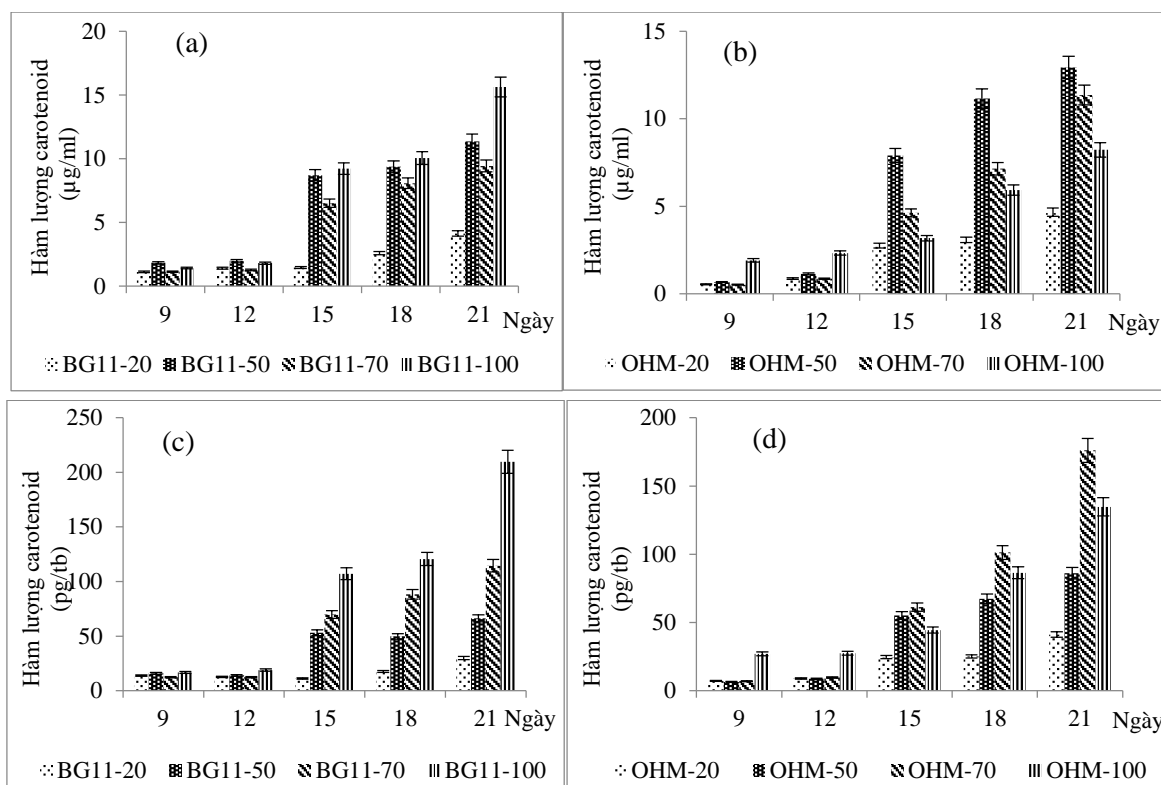 (a)
Hàm lượng carotenoid
(µg/ml)
20
15
10
5
0
9 12 15 18 21 Ngày
BG11-20 BG11-50 BG11-70 BG11-100
(b)
Hàm lượng carotenoid
(µg/ml)
15
10
5
0
9 12 15 18 21 Ngày
OHM-20 OHM-50 OHM-70 OHM-100
(c)
Hàm lượng carotenoid
(pg/tb)
250
200
150
100
50
0
9 12 15 18 21 Ngày
BG11-20 BG11-50 BG11-70 BG11-100
(d)
Hàm lượng carotenoid
(pg/tb)
200
150
100
50
0
9 12 15 18 21 Ngày
OHM-20 OHM-50 OHM-70 OHM-100